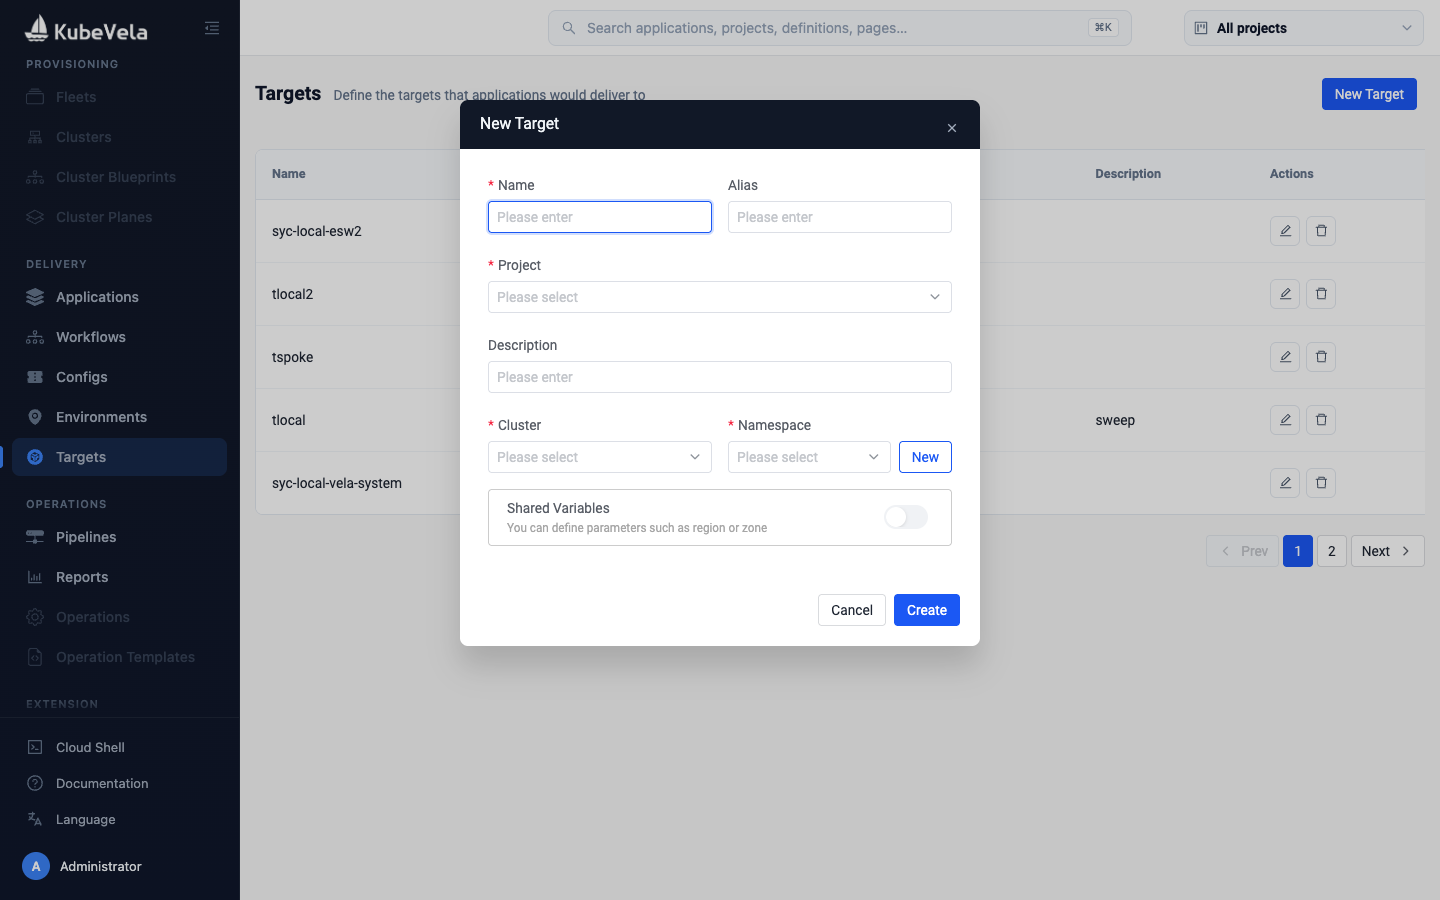 KubeVela
Search applications, projects, definitions, pages...
⌘K
All projects
PROVISIONING
Fleets
Clusters
Cluster Blueprints
Cluster Planes
DELIVERY
Applications
Workflows
Configs
Environments
Targets
OPERATIONS
Pipelines
Reports
Operations
Operation Templates
EXTENSION
Cloud Shell
Documentation
Language
A
Administrator
Targets Define the targets that applications would deliver to
New Target
Name
Description
Actions
syc-local-esw2
tlocal2
tspoke
tlocal
sweep
syc-local-vela-system
Prev
1
2
Next
New Target
* Name
Alias
Please enter
Please enter
* Project
Please select
Description
Please enter
* Cluster
* Namespace
Please select
Please select
New
Shared Variables
You can define parameters such as region or zone
Cancel
Create